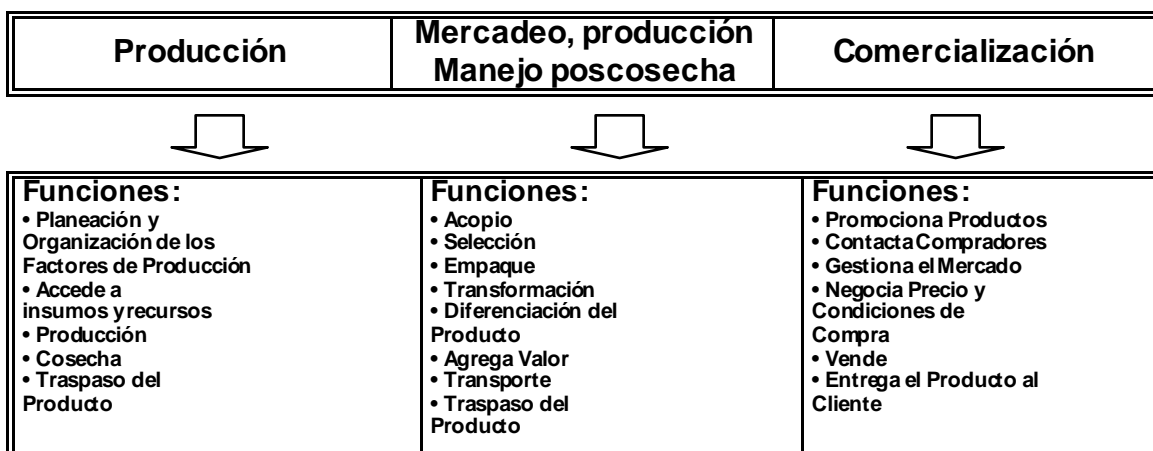 Producción
Mercadeo, producción
Manejo poscosecha
Comercialización
Funciones:
• Planeación y
Organización de los
Factores de Producción
• Accede a
insumos y recursos
• Producción
• Cosecha
• Traspaso del
Producto
Funciones:
• Acopio
• Selección
• Empaque
• Transformación
• Diferenciación del
Producto
• Agrega Valor
• Transporte
• Traspaso del
Producto
Funciones:
• Promociona Productos
• Contacta Compradores
• Gestiona el Mercado
• Negocia Precio y
Condiciones de
Compra
• Vende
• Entrega el Producto al
Cliente